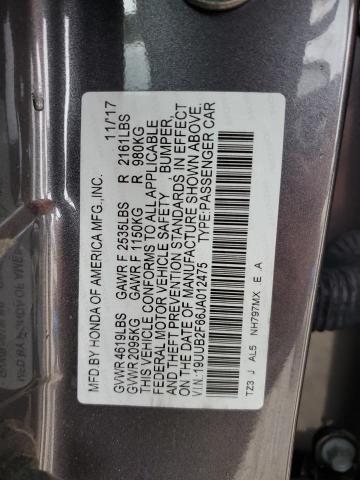 MFD BY HONDA OF AMERICA MFG.,INC. 11/17
GVWR 4619LBS GAWR F 2535LBS R 2161LBS
GVWR 2095KG GAWR F 1150KG R 980KG
THIS VEHICLE CONFORMS TO ALL APPLICABLE
FEDERAL MOTOR VEHICLE SAFETY BUMPER,
AND THEFT PREVENTION STANDARDS IN EFFECT
ON THE DATE OF MANUFACTURE SHOWN ABOVE.
V.I.N.:19UUB2F66JA012475 TYPE:PASSENGER CAR
TZ3 J AL5 NH797MX E A